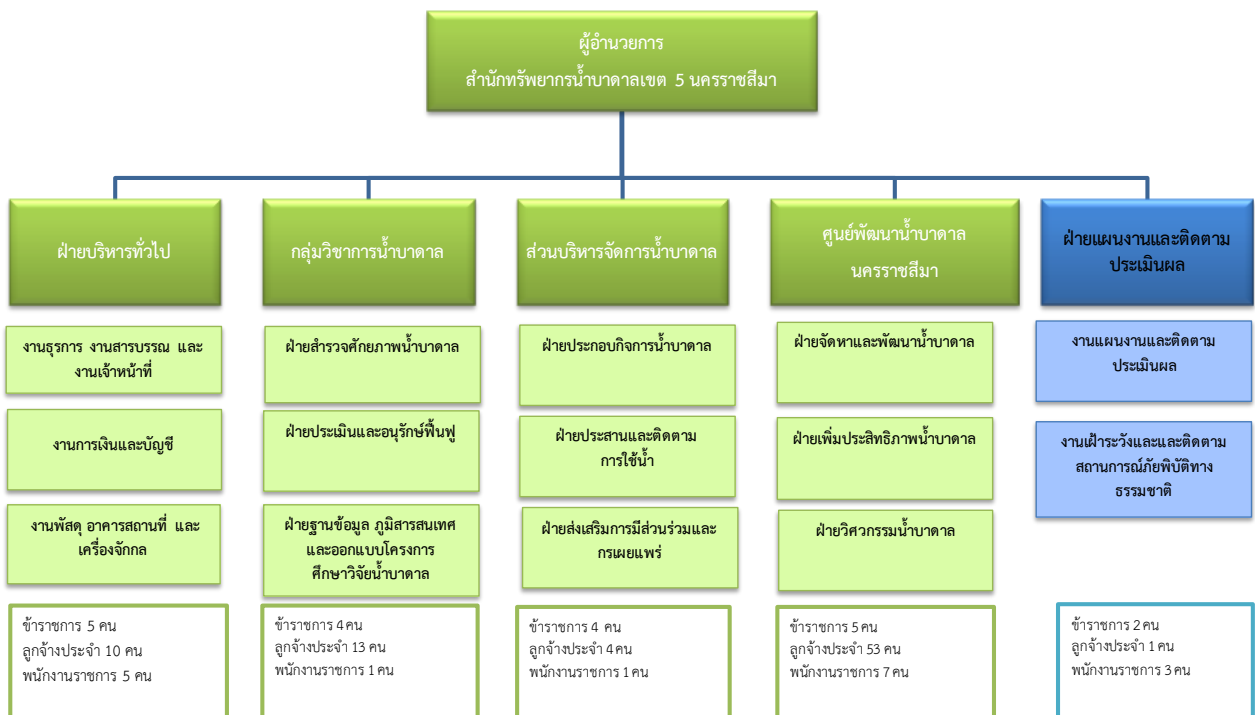 ผู้อำนวยการ
สำนักทรัพยากรน้ำบาดาลเขต 5 นครราชสีมา
ฝ่ายบริหารทั่วไป
งานธุรการ งานสารบรรณ และ
งานเจ้าหน้าที่
งานการเงินและบัญชี
งานพัสดุ อาคารสถานที่ และ
เครื่องจักกล
ข้าราชการ 5 คน
ลูกจ้างประจำ 10 คน
พนักงานราชการ 5 คน
กลุ่มวิชาการน้ำบาดาล
ฝ่ายสำรวจศักยภาพน้ำบาดาล
ฝ่ายประเมินและอนุรักษ์ฟื้นฟู
ฝ่ายฐานข้อมูล ภูมิสารสนเทศ
และออกแบบโครงการ
ศึกษาวิจัยน้ำบาดาล
ข้าราชการ 4 คน
ลูกจ้างประจำ 13 คน
พนักงานราชการ 1 คน
ส่วนบริหารจัดการน้ำบาดาล
ฝ่ายประกอบกิจการน้ำบาดาล
ฝ่ายประสานและติดตาม
การใช้น้ำ
ฝ่ายส่งเสริมการมีส่วนร่วมและ
กรเผยแพร่
ข้าราชการ 4 คน
ลูกจ้างประจำ 4 คน
พนักงานราชการ 1 คน
ศูนย์พัฒนาน้ำบาดาล
นครราชสีมา
ฝ่ายจัดหาและพัฒนาน้ำบาดาล
ฝ่ายเพิ่มประสิทธิภาพน้ำบาดาล
ฝ่ายวิศวกรรมน้ำบาดาล
ข้าราชการ 5 คน
ลูกจ้างประจำ 53 คน
พนักงานราชการ 7 คน
ฝ่ายแผนงานและติดตาม
ประเมินผล
งานแผนงานและติดตาม
ประเมินผล
งานเฝ้าระวังและและติดตาม
สถานการณ์ภัยพิบัติทาง
ธรรมชาติ
ข้าราชการ 2 คน
ลูกจ้างประจำ 1 คน
พนักงานราชการ 3 คน